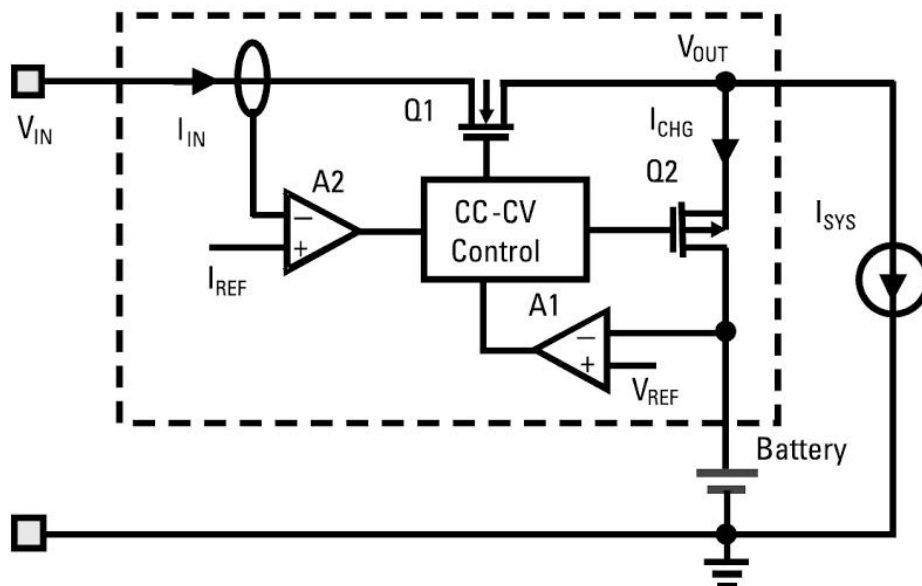 V_OUT
Q1
V_IN
I_IN
I_CHG
A2
Q2
−
CC-CV
Control
I_SYS
+
I_REF
A1
−
+
V_REF
Battery